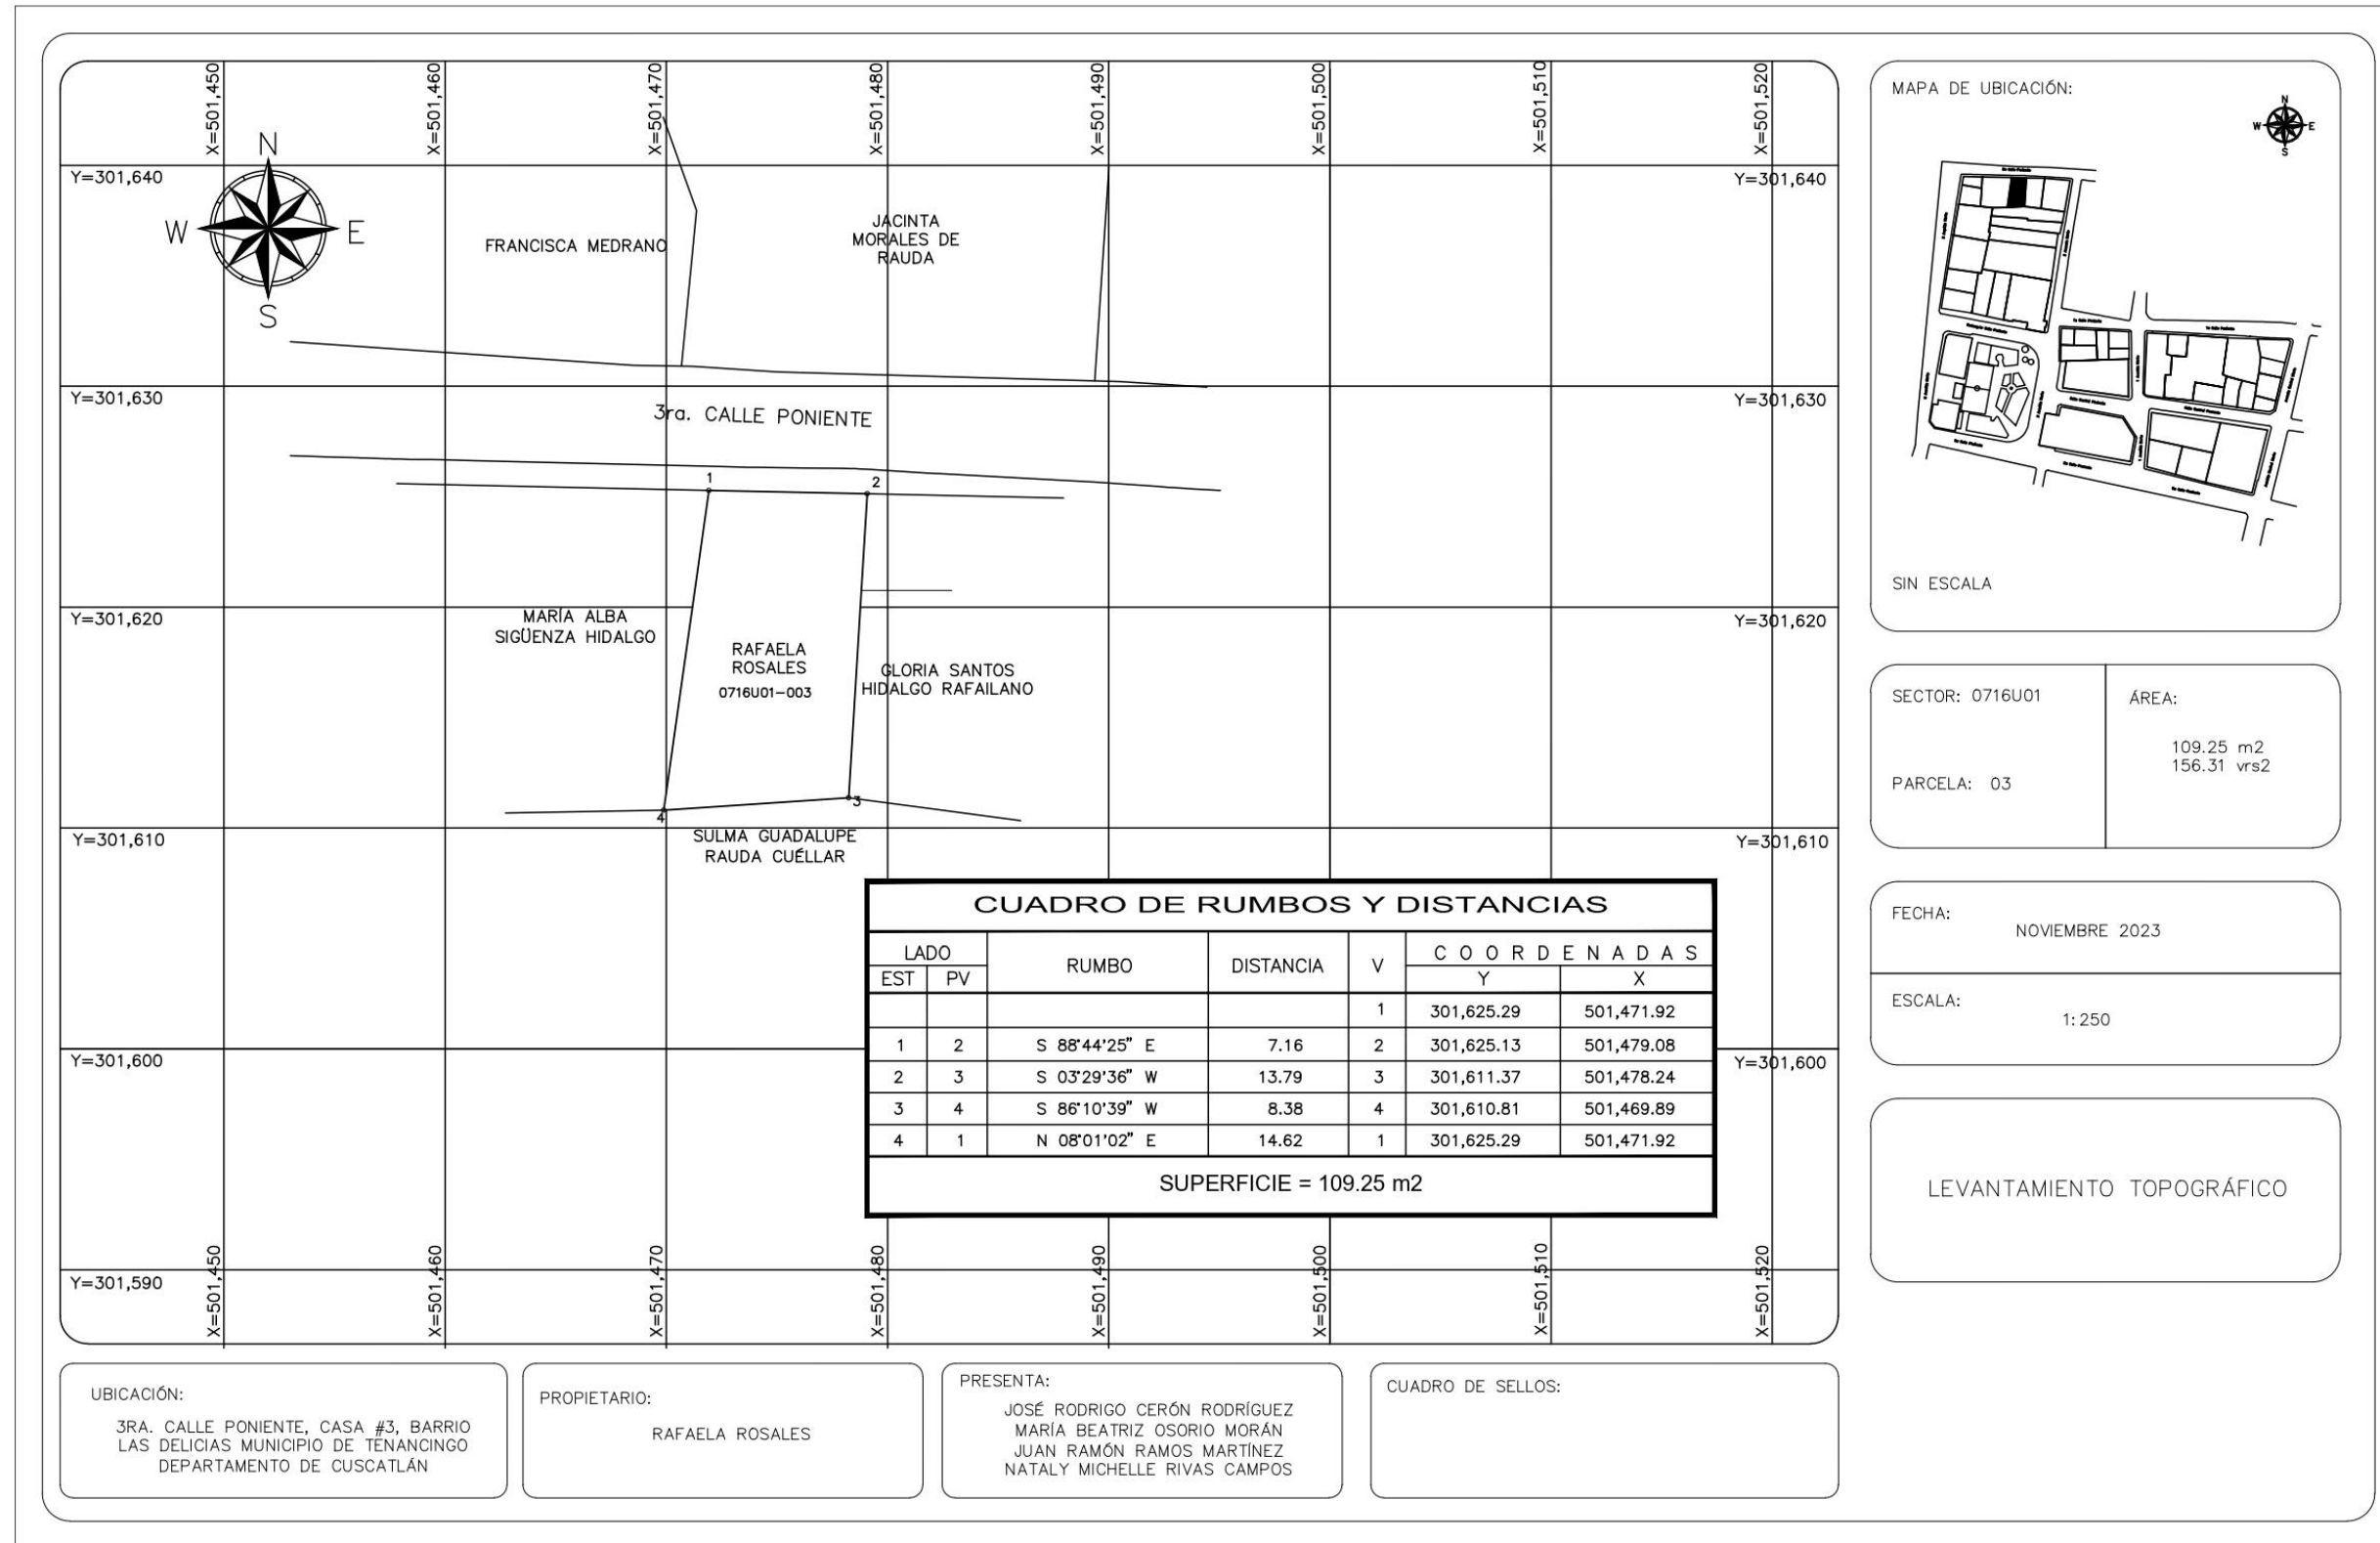 X=501,450
X=501,460
X=501,470
X=501,480
X=501,490
X=501,500
X=501,510
X=501,520
Y=301,640
Y=301,640
N
W
E
S
FRANCISCA MEDRANO
JACINTA
MORALES DE
RAUDA
Y=301,630
Y=301,630
3ra. CALLE PONIENTE
1
2
Y=301,620
Y=301,620
MARÍA ALBA
SIGÜENZA HIDALGO
RAFAELA
ROSALES
0716U01-003
GLORIA SANTOS
HIDALGO RAFAILANO
3
4
Y=301,610
Y=301,610
SULMA GUADALUPE
RAUDA CUÉLLAR
CUADRO DE RUMBOS Y DISTANCIAS
LADO RUMBO DISTANCIA V COORDENADAS
EST PV Y X
1 301,625.29 501,471.92
1 2 S 88°44'25" E 7.16 2 301,625.13 501,479.08
2 3 S 03°29'36" W 13.79 3 301,611.37 501,478.24
3 4 S 86°10'39" W 8.38 4 301,610.81 501,469.89
4 1 N 08°01'02" E 14.62 1 301,625.29 501,471.92
SUPERFICIE = 109.25 m2
Y=301,600
Y=301,600
Y=301,590
X=501,450
X=501,460
X=501,470
X=501,480
X=501,490
X=501,500
X=501,510
X=501,520
MAPA DE UBICACIÓN:
N
W
E
S
SIN ESCALA
SECTOR: 0716U01
PARCELA: 03
ÁREA:
109.25 m2
156.31 vrs2
FECHA:
NOVIEMBRE 2023
ESCALA:
1:250
LEVANTAMIENTO TOPOGRÁFICO
UBICACIÓN:
3RA. CALLE PONIENTE, CASA #3, BARRIO
LAS DELICIAS MUNICIPIO DE TENANCINGO
DEPARTAMENTO DE CUSCATLÁN
PROPIETARIO:
RAFAELA ROSALES
PRESENTA:
JOSÉ RODRIGO CERÓN RODRÍGUEZ
MARÍA BEATRIZ OSORIO MORÁN
JUAN RAMÓN RAMOS MARTÍNEZ
NATALY MICHELLE RIVAS CAMPOS
CUADRO DE SELLOS: